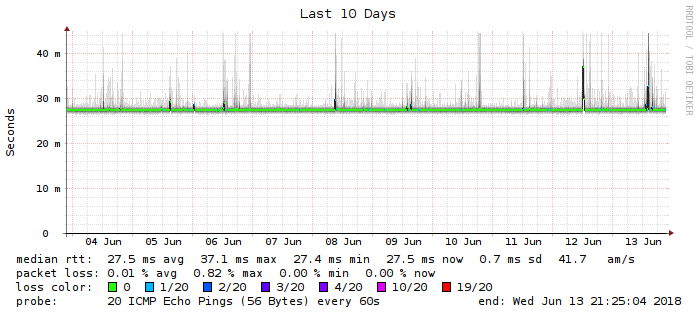 Last 10 Days
RRDTOOL / TOBI OETIKER
Seconds
40 m
30 m
20 m
10 m
0
04 Jun 05 Jun 06 Jun 07 Jun 08 Jun 09 Jun 10 Jun 11 Jun 12 Jun 13 Jun
median rtt: 27.5 ms avg 37.1 ms max 27.4 ms min 27.5 ms now 0.7 ms sd 41.7 am/s
packet loss: 0.01 % avg 0.82 % max 0.00 % min 0.00 % now
loss color: 0 1/20 2/20 3/20 4/20 10/20 19/20
probe: 20 ICMP Echo Pings (56 Bytes) every 60s end: Wed Jun 13 21:25:04 2018